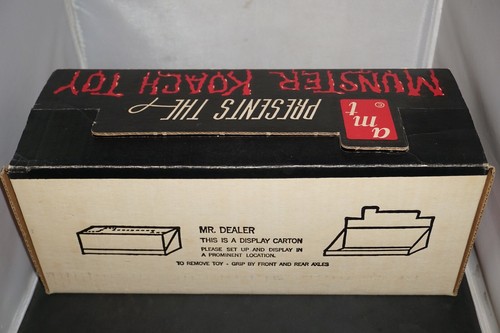 amt
©
PRESENTS THE
MUNSTER KOACH TOY
MR. DEALER
THIS IS A DISPLAY CARTON
PLEASE SET UP AND DISPLAY IN
A PROMINENT LOCATION.
TO REMOVE TOY - GRIP BY FRONT AND REAR AXLES